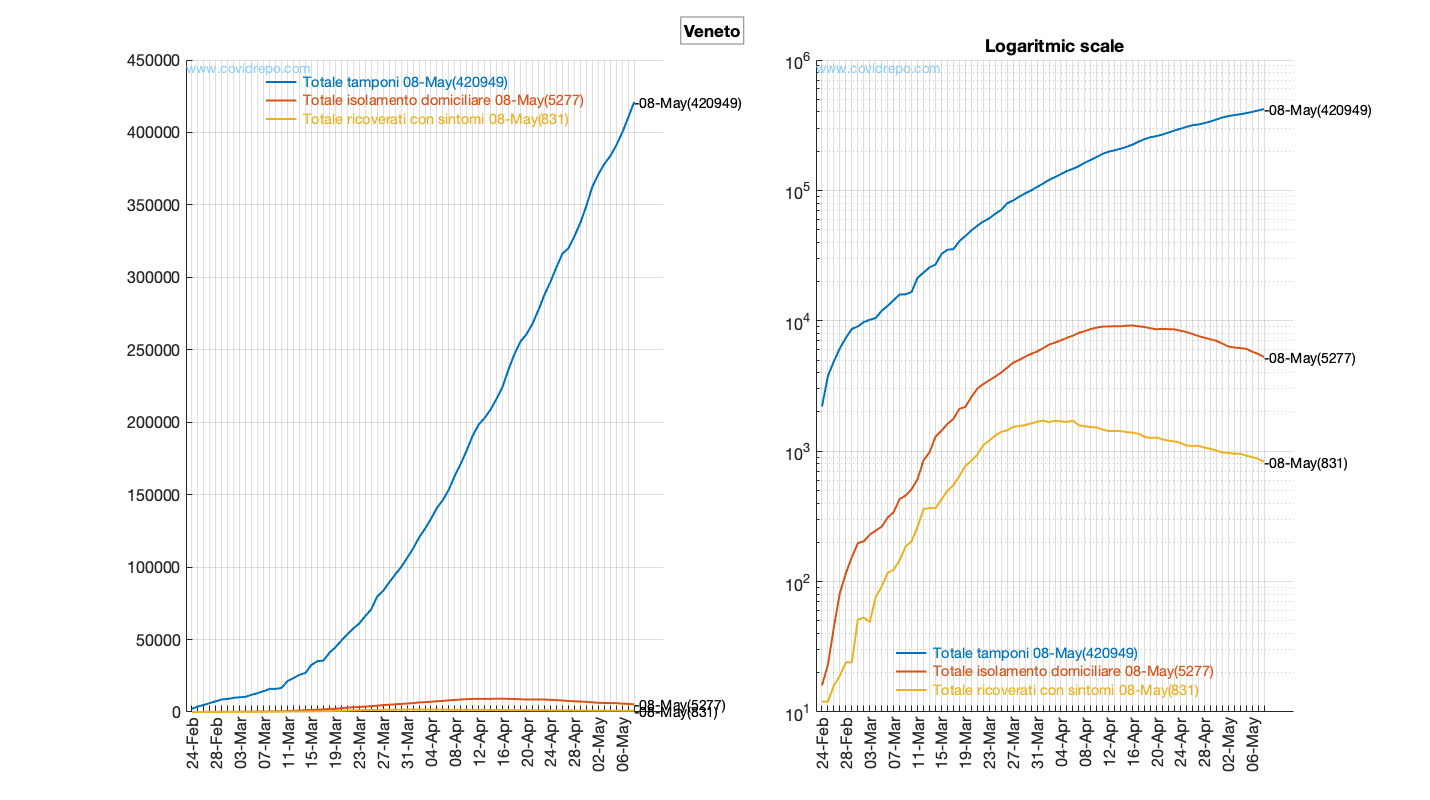 Veneto
www.covidrepo.com
Totale tamponi 08-May(420949)
Totale isolamento domiciliare 08-May(5277)
Totale ricoverati con sintomi 08-May(831)
450000
400000
350000
300000
250000
200000
150000
100000
50000
0
08-May(420949)
08-May(5277)
08-May(831)
24-Feb
28-Feb
03-Mar
07-Mar
11-Mar
15-Mar
19-Mar
23-Mar
27-Mar
31-Mar
04-Apr
08-Apr
12-Apr
16-Apr
20-Apr
24-Apr
28-Apr
02-May
06-May
Logaritmic scale
www.covidrepo.com
10^6
10^5
10^4
10^3
10^2
10^1
08-May(420949)
08-May(5277)
08-May(831)
Totale tamponi 08-May(420949)
Totale isolamento domiciliare 08-May(5277)
Totale ricoverati con sintomi 08-May(831)
24-Feb
28-Feb
03-Mar
07-Mar
11-Mar
15-Mar
19-Mar
23-Mar
27-Mar
31-Mar
04-Apr
08-Apr
12-Apr
16-Apr
20-Apr
24-Apr
28-Apr
02-May
06-May